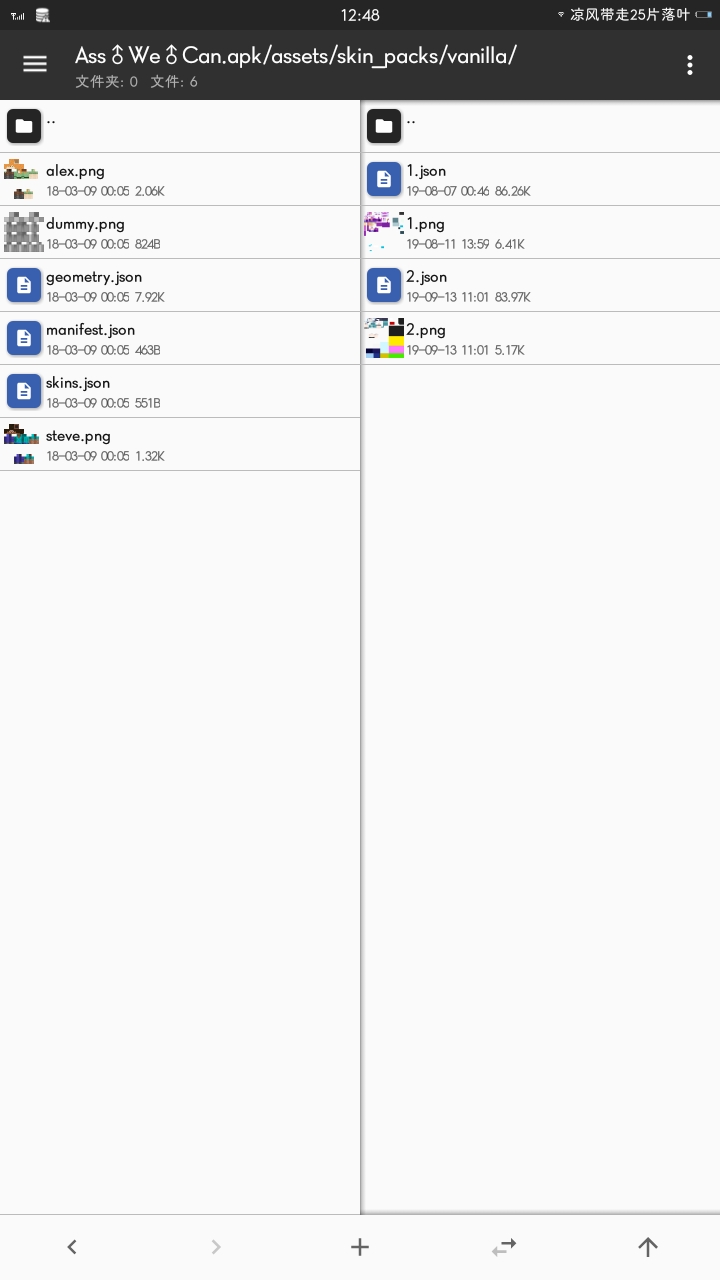 12:48
凉风带走25片落叶
Ass♂We♂Can.apk/assets/skin_packs/vanilla/
文件夹: 0 文件: 6
..
alex.png
18-03-09 00:05 2.06K
dummy.png
18-03-09 00:05 824B
geometry.json
18-03-09 00:05 7.92K
manifest.json
18-03-09 00:05 463B
skins.json
18-03-09 00:05 551B
steve.png
18-03-09 00:05 1.32K
..
1.json
19-08-07 00:46 86.26K
1.png
19-08-11 13:59 6.41K
2.json
19-09-13 11:01 83.97K
2.png
19-09-13 11:01 5.17K